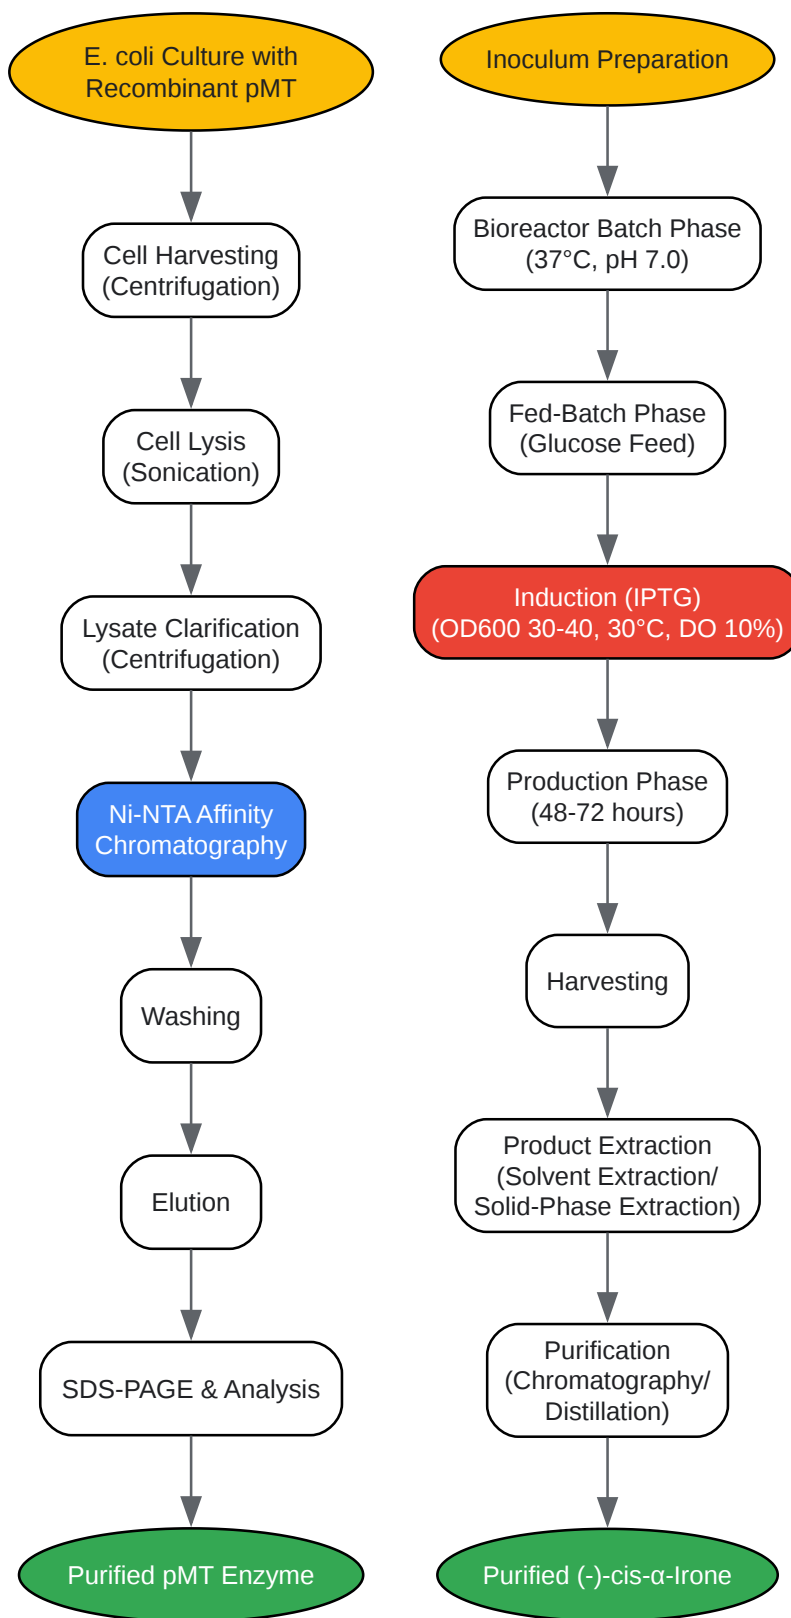 E. coli Culture with
Recombinant pMT
Cell Harvesting
(Centrifugation)
Cell Lysis
(Sonication)
Lysate Clarification
(Centrifugation)
Ni-NTA Affinity
Chromatography
Washing
Elution
SDS-PAGE & Analysis
Purified pMT Enzyme
Inoculum Preparation
Bioreactor Batch Phase
(37°C, pH 7.0)
Fed-Batch Phase
(Glucose Feed)
Induction (IPTG)
(OD600 30-40, 30°C, DO 10%)
Production Phase
(48-72 hours)
Harvesting
Product Extraction
(Solvent Extraction/
Solid-Phase Extraction)
Purification
(Chromatography/
Distillation)
Purified (-)-cis-α-Irone